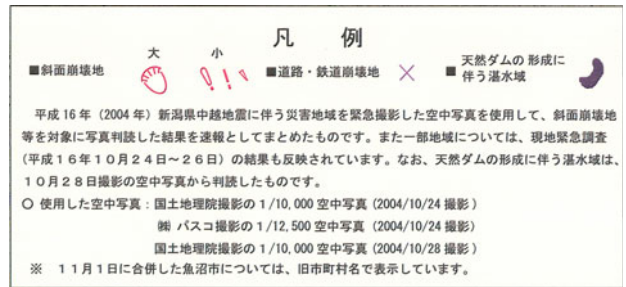 凡 例
大 小
■斜面崩壊地 ■道路・鉄道崩壊地 ■ 天然ダムの形成に
伴う湛水域
平成16年(2004年)新潟県中越地震に伴う災害地域を緊急撮影した空中写真を使用して、斜面崩壊地
等を対象に写真判読した結果を速報としてまとめたものです。また一部地域については、現地緊急調査
(平成16年10月24日~26日)の結果も反映されています。なお、天然ダムの形成に伴う湛水域は、
10月28日撮影の空中写真から判読したものです。
○ 使用した空中写真:国土地理院撮影の1/10,000空中写真(2004/10/24撮影)
㈱パスコ撮影の1/12,500空中写真(2004/10/24撮影)
国土地理院撮影の1/10,000空中写真(2004/10/28撮影)
※ 11月1日に合併した魚沼市については、旧市町村名で表示しています。